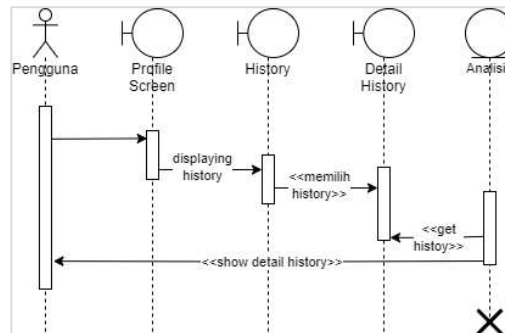 Pengguna
Profile
Screen
History
Detail
History
Analisi
displaying
history
<<memilih
history>>
<<get
histoy>>
<<show detail history>>